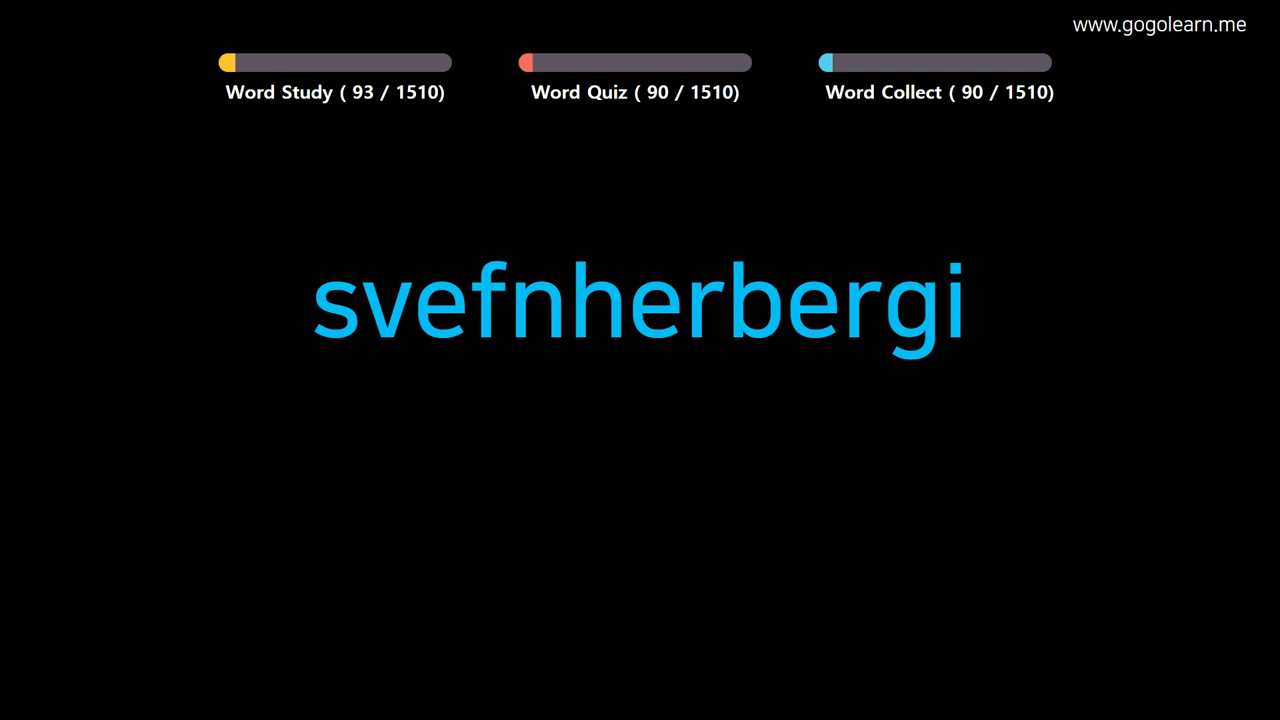 www.gogolearn.me
Word Study ( 93 / 1510)
Word Quiz ( 90 / 1510)
Word Collect ( 90 / 1510)
svefnherbergi